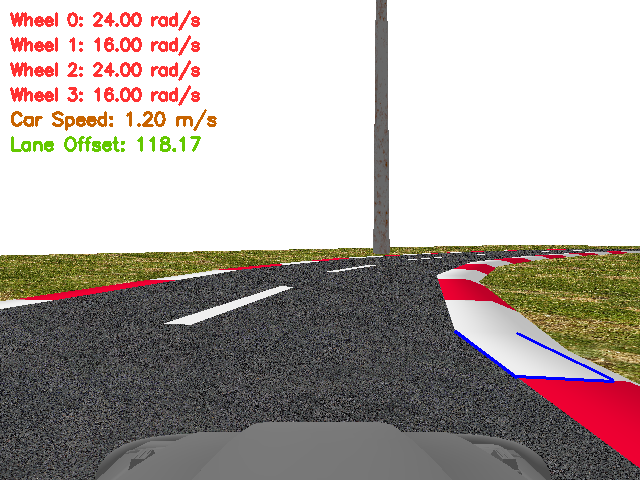 Wheel 0: 24.00 rad/s
Wheel 1: 16.00 rad/s
Wheel 2: 24.00 rad/s
Wheel 3: 16.00 rad/s
Car Speed: 1.20 m/s
Lane Offset: 118.17